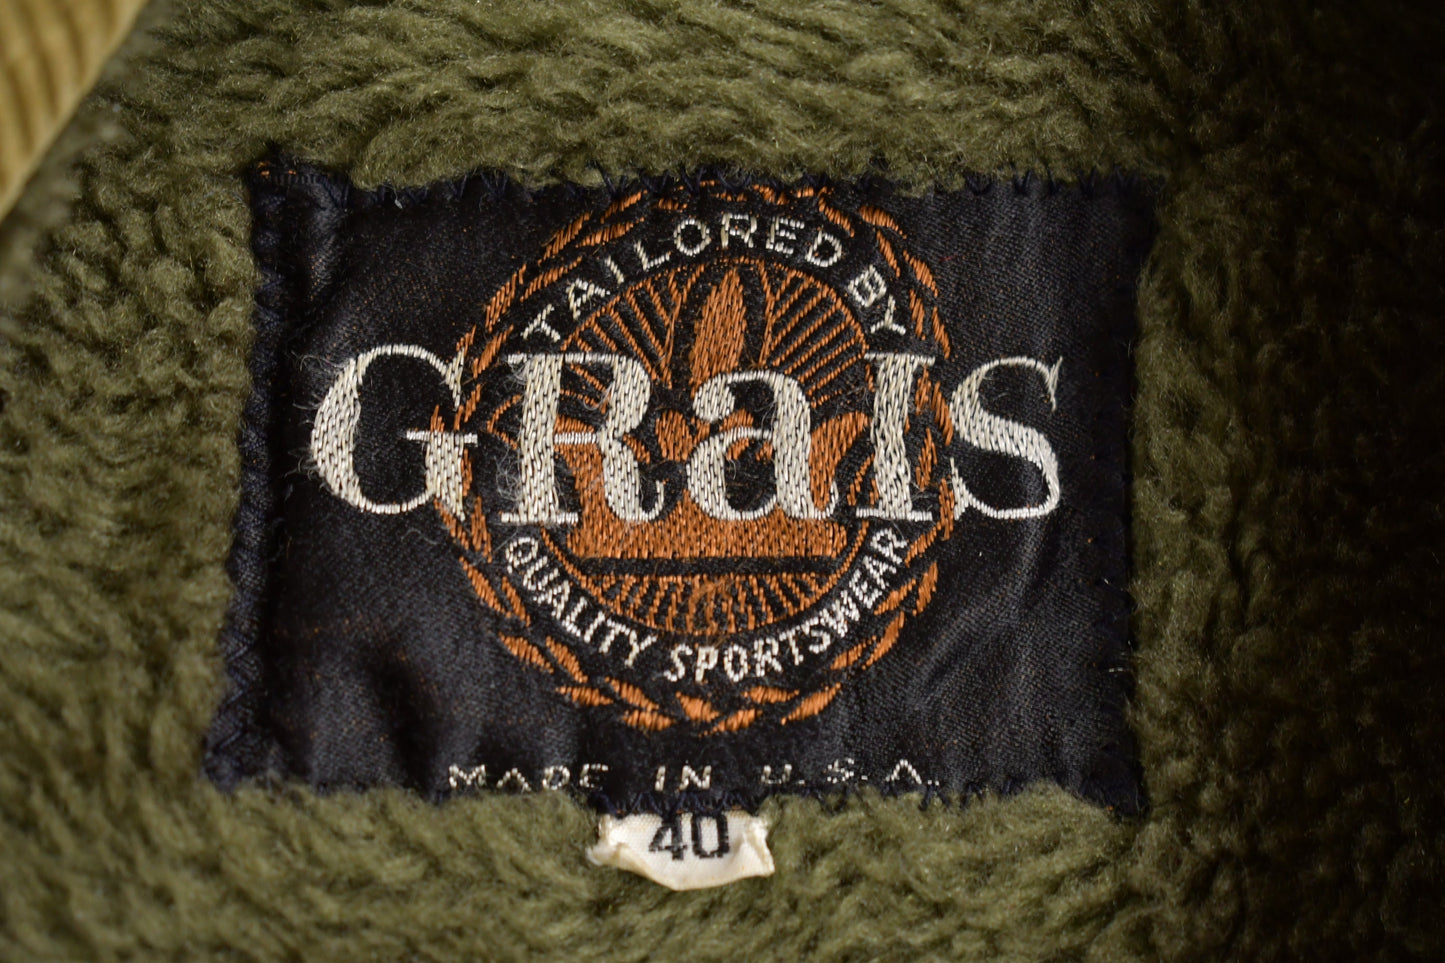 TAILORED BY
GRaIS
QUALITY SPORTSWEAR
MADE IN U.S.A.
40